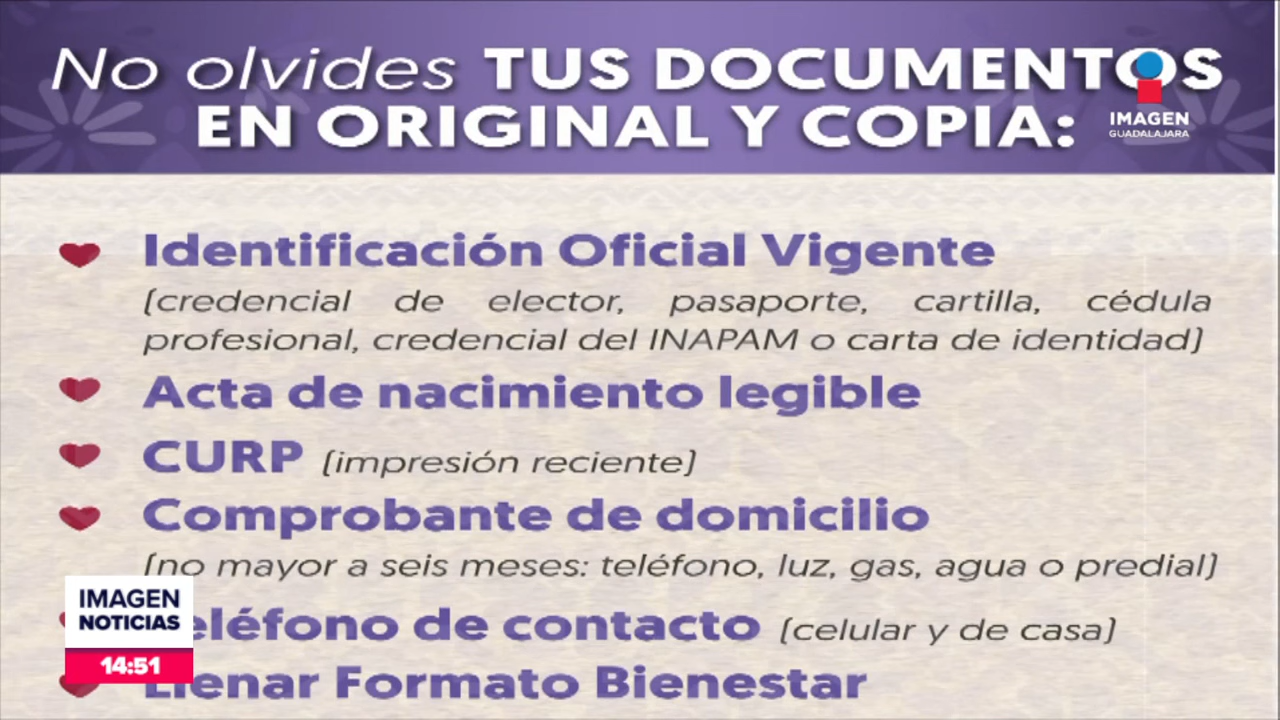 No olvides TUS DOCUMENTOS
EN ORIGINAL Y COPIA:
IMAGEN
GUADALAJARA
Identificación Oficial Vigente
(credencial de elector, pasaporte, cartilla, cédula
profesional, credencial del INAPAM o carta de identidad)
Acta de nacimiento legible
CURP (impresión reciente)
Comprobante de domicilio
(no mayor a seis meses: teléfono, luz, gas, agua o predial)
Teléfono de contacto (celular y de casa)
Llenar Formato Bienestar
IMAGEN
NOTICIAS
14:51